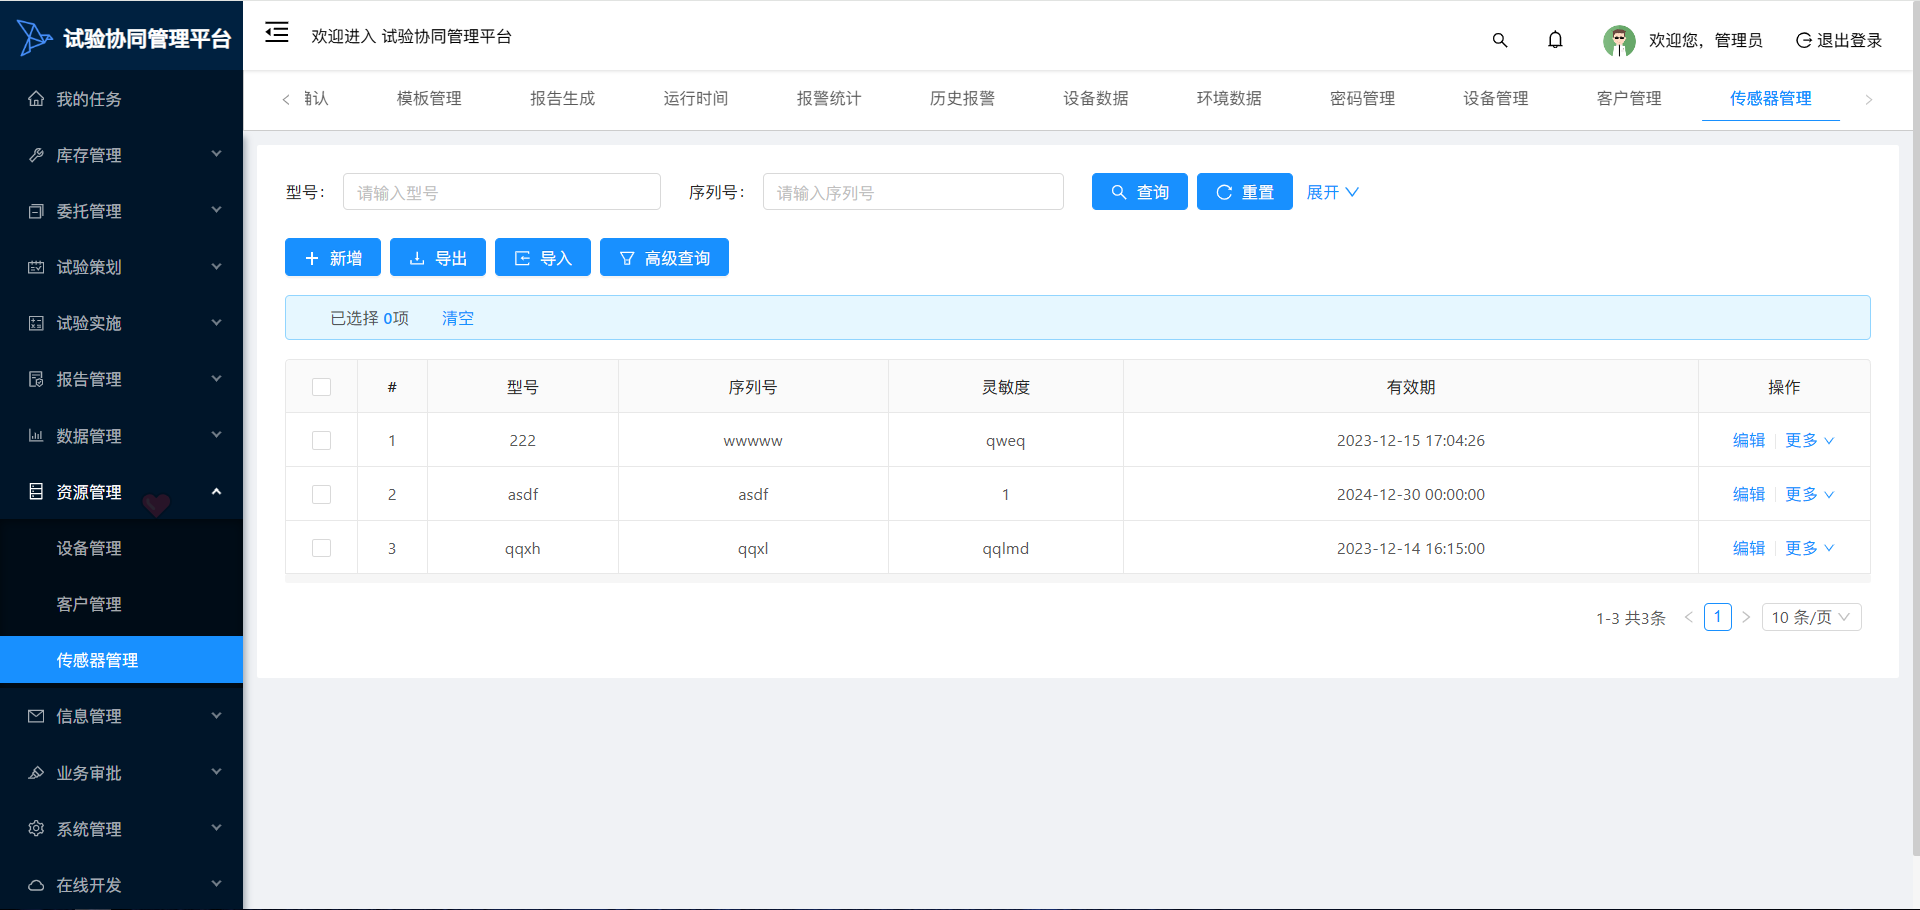 试验协同管理平台
欢迎进入 试验协同管理平台
欢迎您，管理员
退出登录
我的任务
库存管理
委托管理
试验策划
试验实施
报告管理
数据管理
资源管理
设备管理
客户管理
传感器管理
信息管理
业务审批
系统管理
在线开发
确认 模板管理 报告生成 运行时间 报警统计 历史报警 设备数据 环境数据 密码管理 设备管理 客户管理 传感器管理
型号： 请输入型号 序列号： 请输入序列号 查询 重置 展开
新增 导出 导入 高级查询
已选择 0项 清空
# 型号 序列号 灵敏度 有效期 操作
1 222 wwwww qweq 2023-12-15 17:04:26 编辑 更多
2 asdf asdf 1 2024-12-30 00:00:00 编辑 更多
3 qqxh qqxl qqlmd 2023-12-14 16:15:00 编辑 更多
1-3 共3条 1 10 条/页